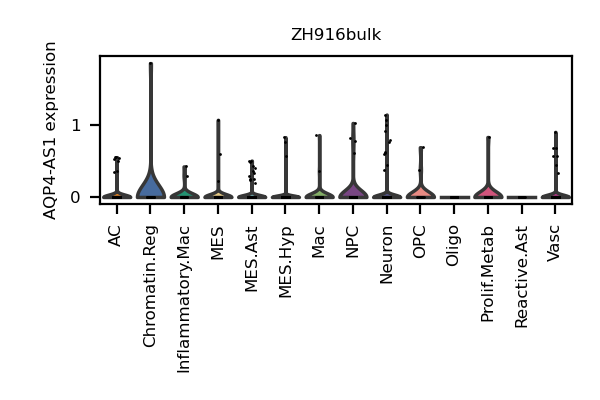 ZH916bulk
AQP4-AS1 expression
1
0
AC
Chromatin.Reg
Inflammatory.Mac
MES
MES.Ast
MES.Hyp
Mac
NPC
Neuron
OPC
Oligo
Prolif.Metab
Reactive.Ast
Vasc